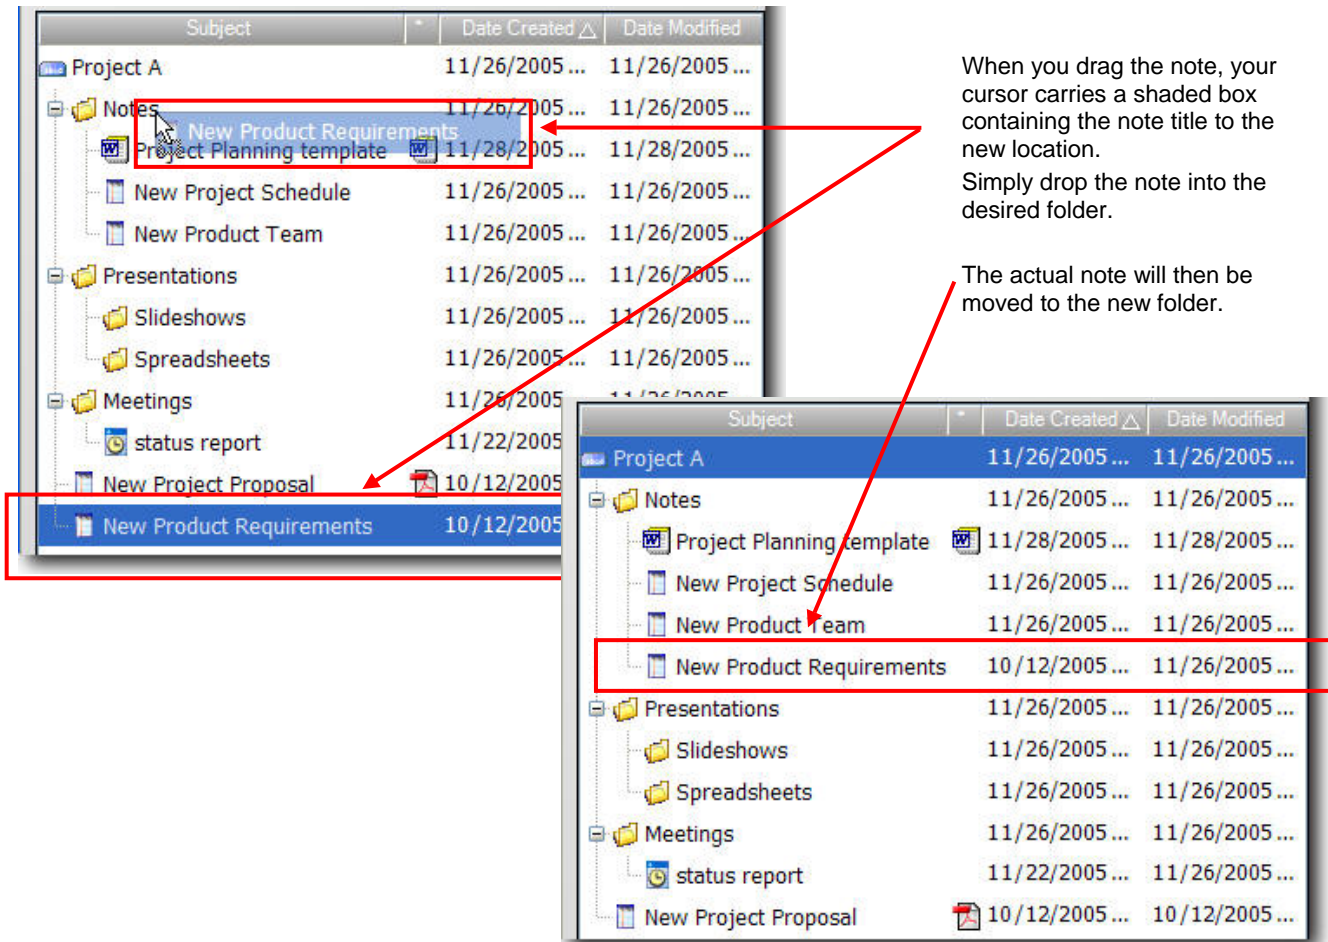 Subject * Date Created Date Modified
Project A 11/26/2005 ... 11/26/2005 ...
Notes 11/26/2005 ... 11/26/2005 ...
New Product Requirements
Project Planning template 11/28/2005 ... 11/28/2005 ...
New Project Schedule 11/26/2005 ... 11/26/2005 ...
New Product Team 11/26/2005 ... 11/26/2005 ...
Presentations 11/26/2005 ... 11/26/2005 ...
Slideshows 11/26/2005 ... 11/26/2005 ...
Spreadsheets 11/26/2005 ... 11/26/2005 ...
Meetings 11/26/2005 11/26/2005
status report 11/22/2005
New Project Proposal 10/12/2005
New Product Requirements 10/12/2005
When you drag the note, your
cursor carries a shaded box
containing the note title to the
new location.
Simply drop the note into the
desired folder.
The actual note will then be
moved to the new folder.
Subject * Date Created Date Modified
Project A 11/26/2005 ... 11/26/2005 ...
Notes 11/26/2005 ... 11/26/2005 ...
Project Planning template 11/28/2005 ... 11/28/2005 ...
New Project Schedule 11/26/2005 ... 11/26/2005 ...
New Product Team 11/26/2005 ... 11/26/2005 ...
New Product Requirements 10/12/2005 ... 11/26/2005 ...
Presentations 11/26/2005 ... 11/26/2005 ...
Slideshows 11/26/2005 ... 11/26/2005 ...
Spreadsheets 11/26/2005 ... 11/26/2005 ...
Meetings 11/26/2005 ... 11/26/2005 ...
status report 11/22/2005 ... 11/26/2005 ...
New Project Proposal 10/12/2005 ... 10/12/2005 ...